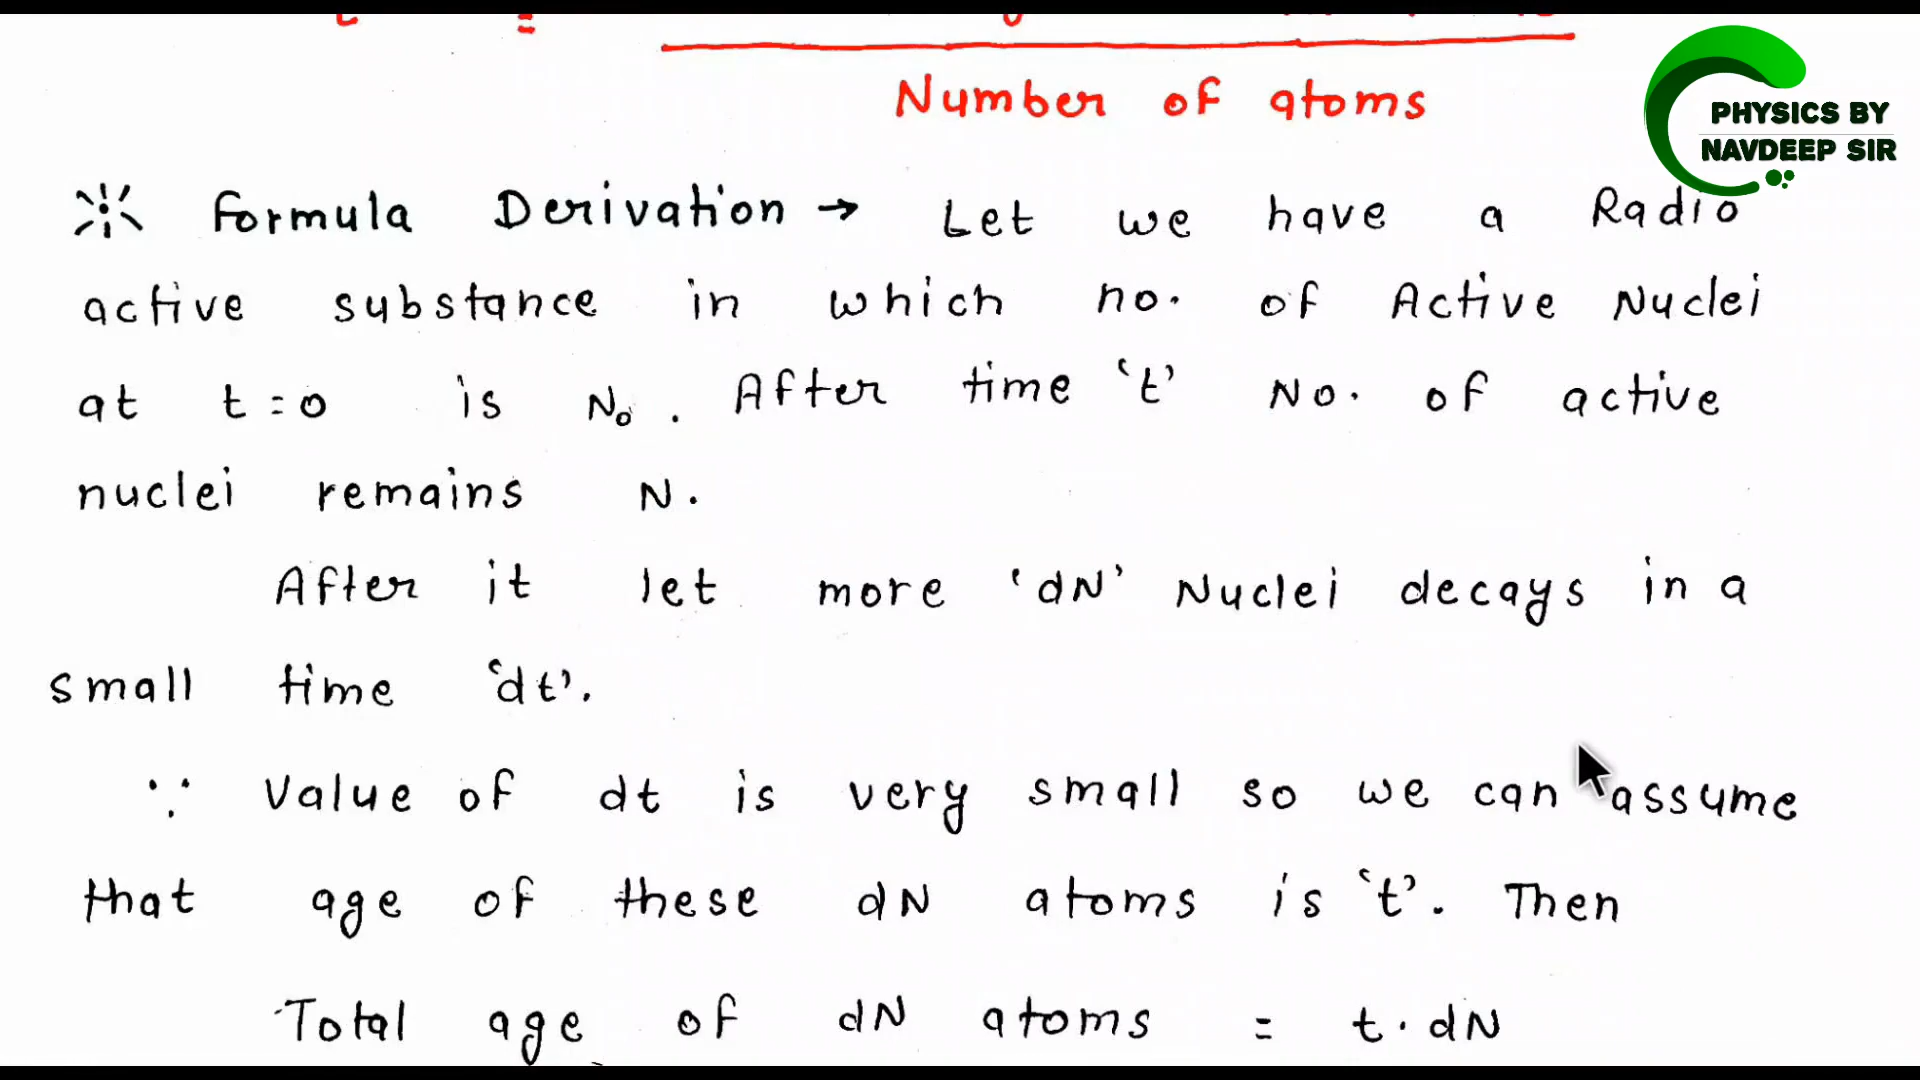 =
Number of atoms
PHYSICS BY
NAVDEEP SIR
Formula Derivation → Let we have a Radio
active substance in which no. of Active Nuclei
at t=0 is N₀. After time 't' No. of active
nuclei remains N.
After it let more 'dN' Nuclei decays in a
small time 'dt'.
∵ Value of dt is very small so we can assume
that age of these dN atoms is 't'. Then
Total age of dN atoms = t.dN